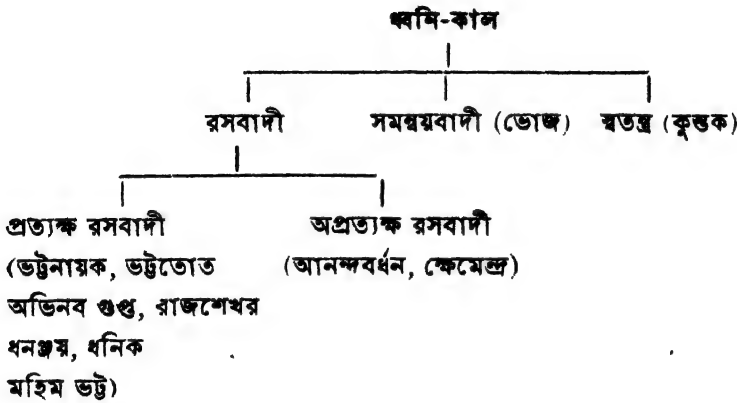 ধ্বনি-কাল
রসবাদী সমন্বয়বাদী (ভোজ) স্বতন্ত্র (কুন্তক)
প্রত্যক্ষ রসবাদী অপ্রত্যক্ষ রসবাদী
(ভট্টনায়ক, ভট্টতোত (আনন্দবর্ধন, ক্ষেমেন্দ্র)
অভিনব গুপ্ত, রাজশেখর
ধনঞ্জয়, ধনিক
মহিম ভট্ট)